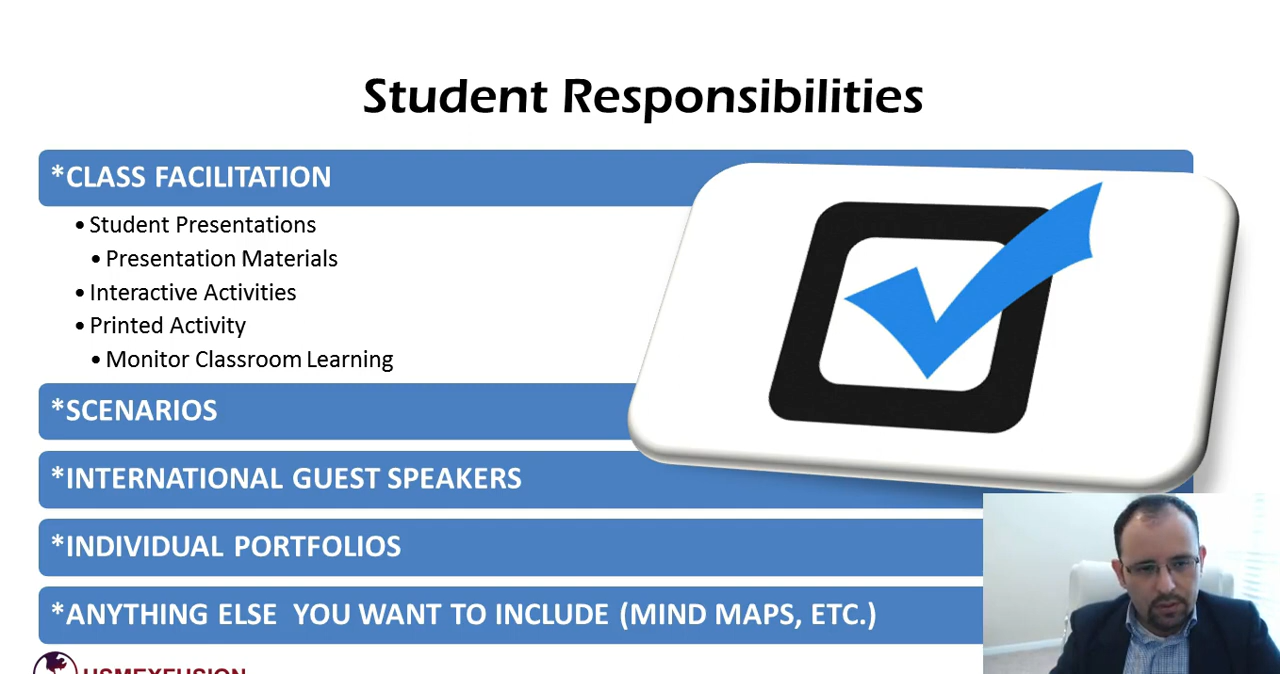 Student Responsibilities
*CLASS FACILITATION
• Student Presentations
• Presentation Materials
• Interactive Activities
• Printed Activity
• Monitor Classroom Learning
*SCENARIOS
*INTERNATIONAL GUEST SPEAKERS
*INDIVIDUAL PORTFOLIOS
*ANYTHING ELSE  YOU WANT TO INCLUDE (MIND MAPS, ETC.)
USMEXFUSION